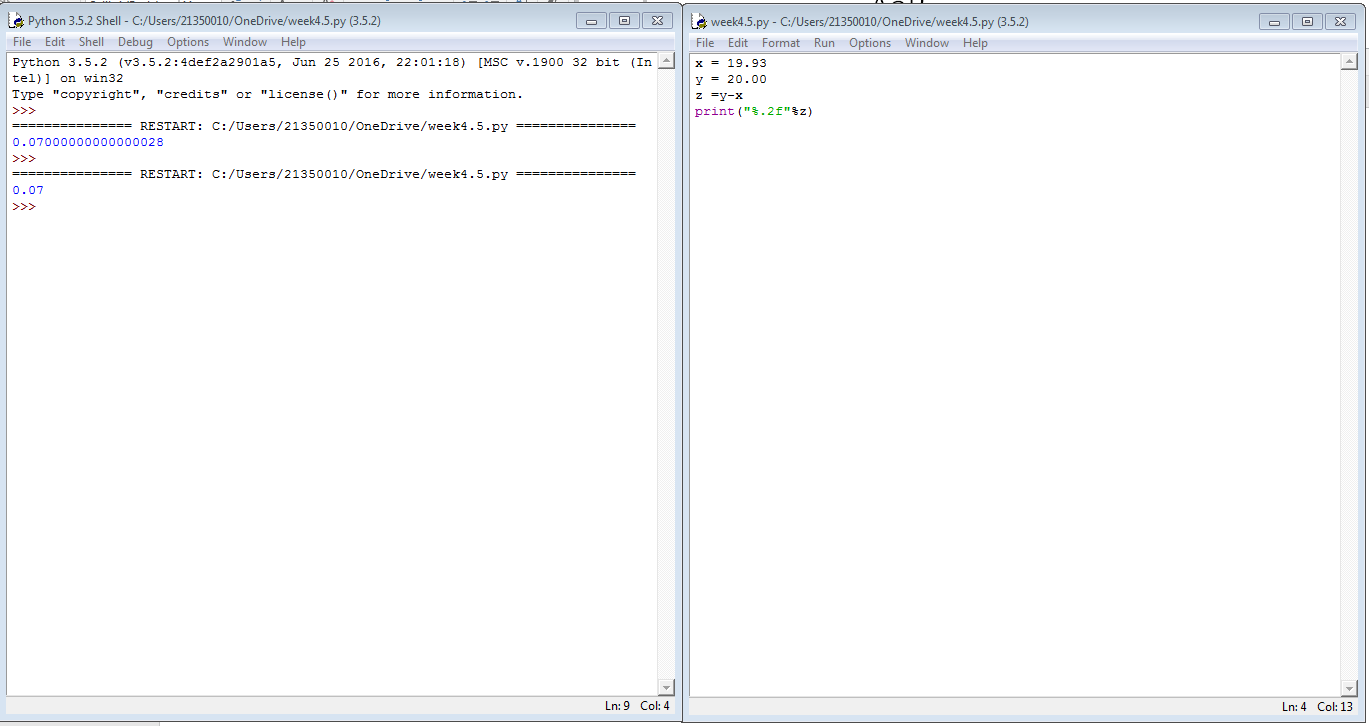 Python 3.5.2 Shell - C:/Users/21350010/OneDrive/week4.5.py (3.5.2)
File Edit Shell Debug Options Window Help
Python 3.5.2 (v3.5.2:4def2a2901a5, Jun 25 2016, 22:01:18) [MSC v.1900 32 bit (In
tel)] on win32
Type "copyright", "credits" or "license()" for more information.
>>>
=============== RESTART: C:/Users/21350010/OneDrive/week4.5.py ===============
0.07000000000000028
>>>
=============== RESTART: C:/Users/21350010/OneDrive/week4.5.py ===============
0.07
>>>
Ln: 9 Col: 4
week4.5.py - C:/Users/21350010/OneDrive/week4.5.py (3.5.2)
File Edit Format Run Options Window Help
x = 19.93
y = 20.00
z =y-x
print("%.2f"%z)
Ln: 4 Col: 13